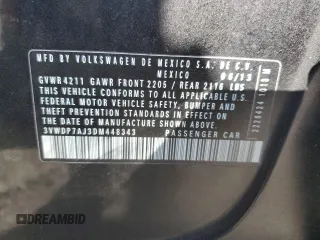 MFD BY VOLKSWAGEN DE MEXICO S.A. DE C.V.
MEXICO 06/13
GVWR 4211 GAWR FRONT 2205 / REAR 2116 LBS
THIS VEHICLE CONFORMS TO ALL APPLICABLE
FEDERAL MOTOR VEHICLE SAFETY, BUMPER AND
THEFT PREVENTION STANDARDS IN EFFECT ON THE
DATE OF MANUFACTURE SHOWN ABOVE.
3VWDP7AJ3DM448343 PASSENGER CAR
© DREAMBID
DREAMBID.COM